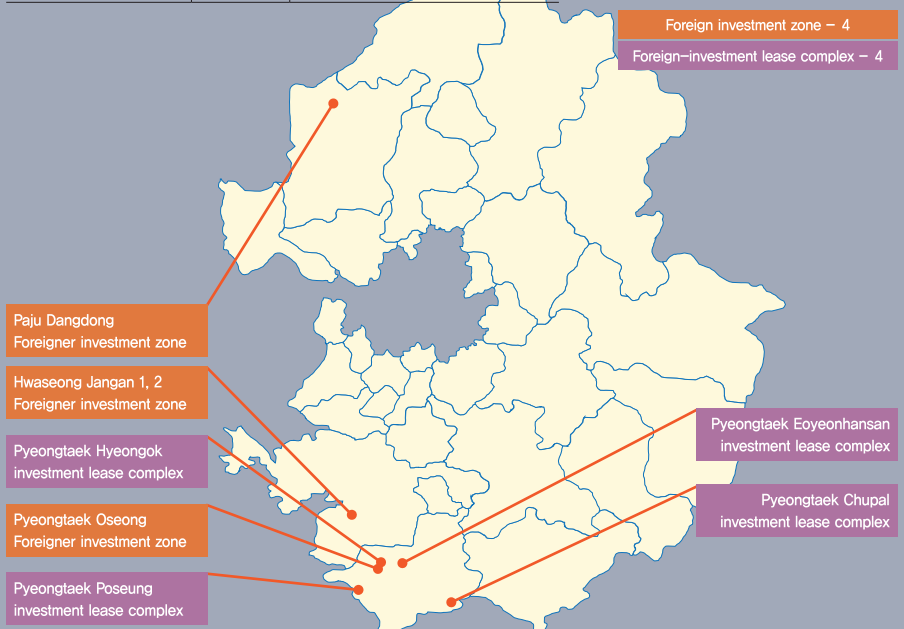 Foreign investment zone – 4
Foreign–investment lease complex – 4
Paju Dangdong
Foreigner investment zone
Hwaseong Jangan 1, 2
Foreigner investment zone
Pyeongtaek Hyeongok
investment lease complex
Pyeongtaek Oseong
Foreigner investment zone
Pyeongtaek Poseung
investment lease complex
Pyeongtaek Eoyeonhansan
investment lease complex
Pyeongtaek Chupal
investment lease complex